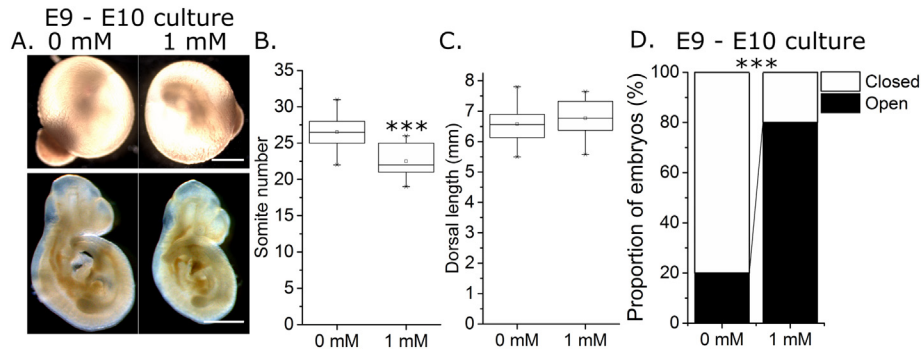 E9 - E10 culture
A. 0 mM 1 mM
B.
Somite number
35
30
25
20
15
10
5
0
***
0 mM 1 mM
C.
Dorsal length (mm)
8
7
6
5
4
3
2
1
0
0 mM 1 mM
D. E9 - E10 culture
***
Proportion of embryos (%)
100
80
60
40
20
0
0 mM 1 mM
Closed
Open